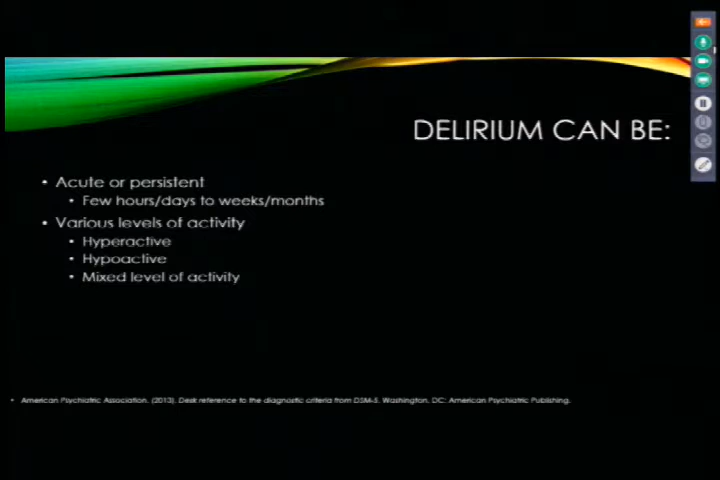 DELIRIUM CAN BE:
• Acute or persistent
• Few hours/days to weeks/months
• Various levels of activity
• Hyperactive
• Hypoactive
• Mixed level of activity
• American Psychiatric Association. (2013). Desk reference to the diagnostic criteria from DSM-5. Washington, DC: American Psychiatric Publishing.